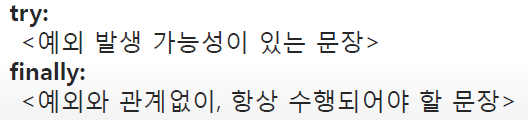 try:
<예외 발생 가능성이 있는 문장>
finally:
<예외와 관계없이, 항상 수행되어야 할 문장>